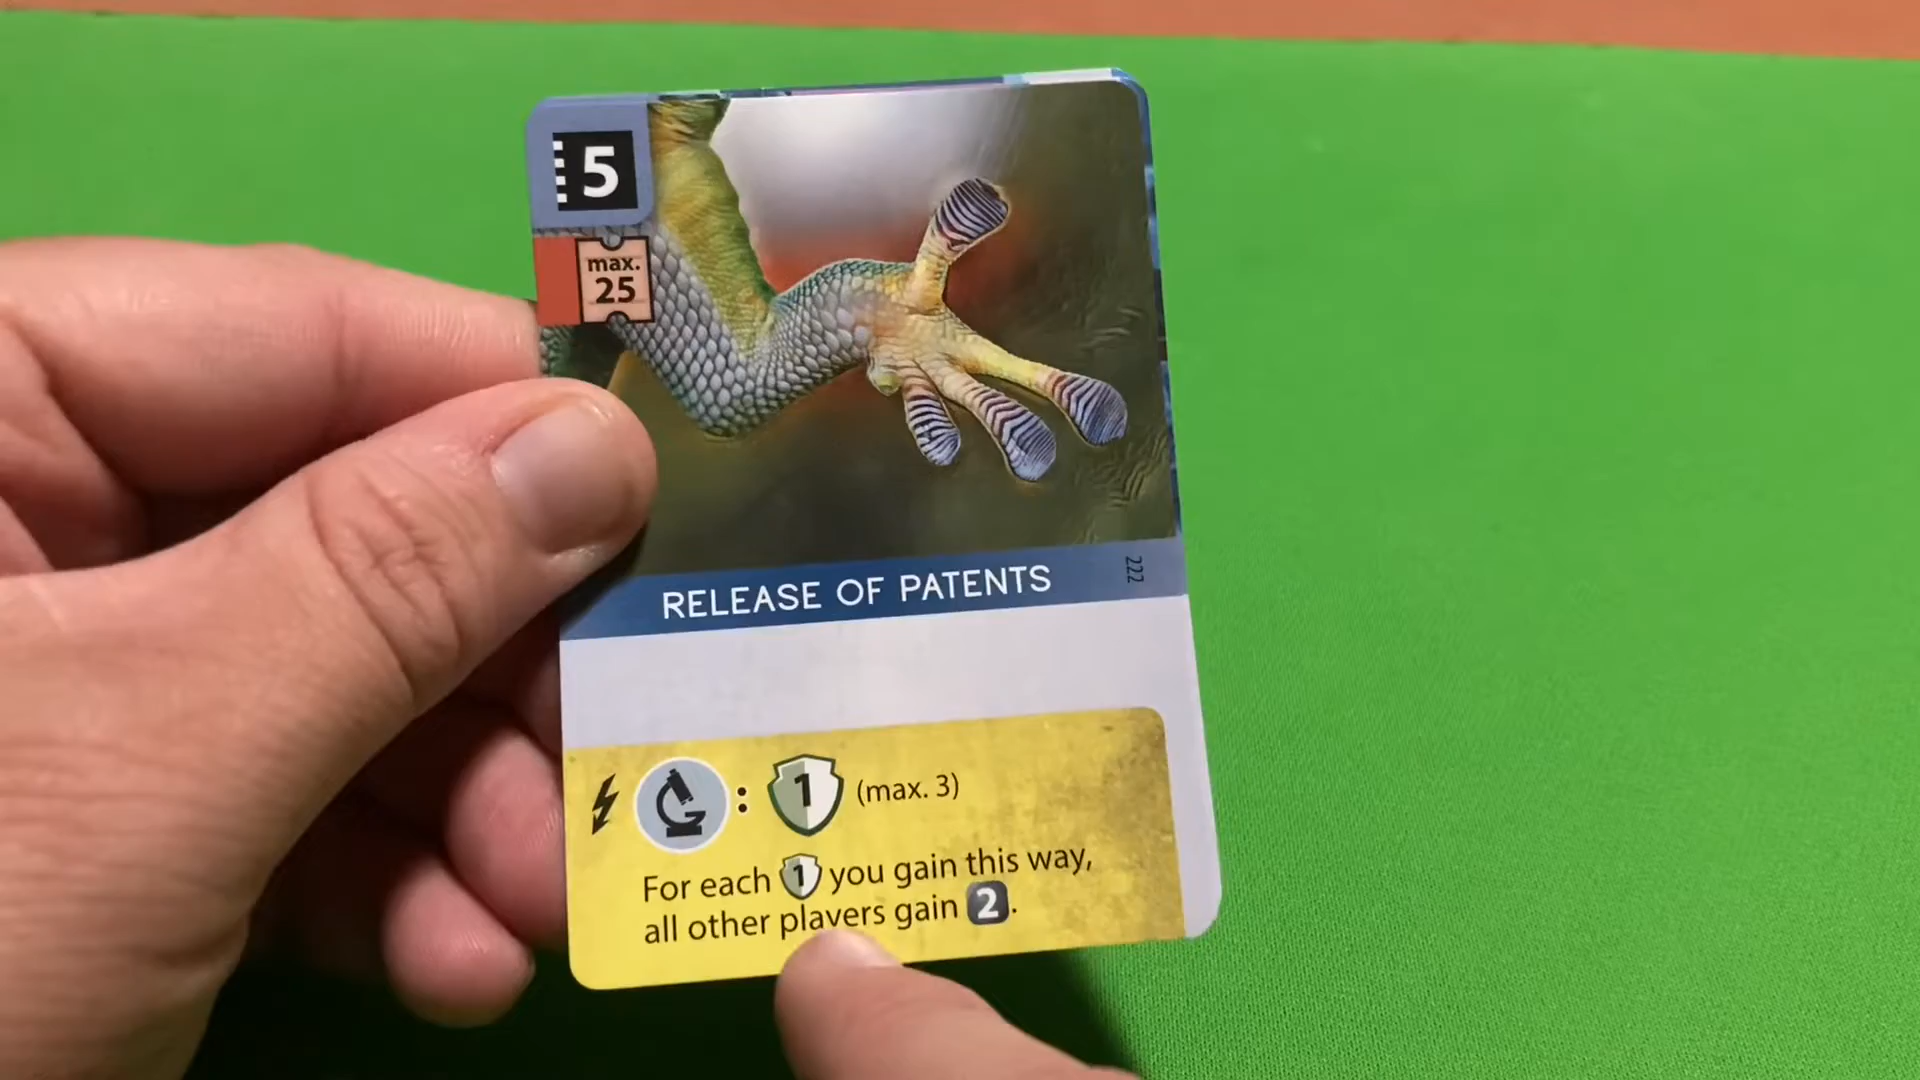 5
max.
25
RELEASE OF PATENTS
222
: 1 (max. 3)
For each 1 you gain this way,
all other players gain 2.